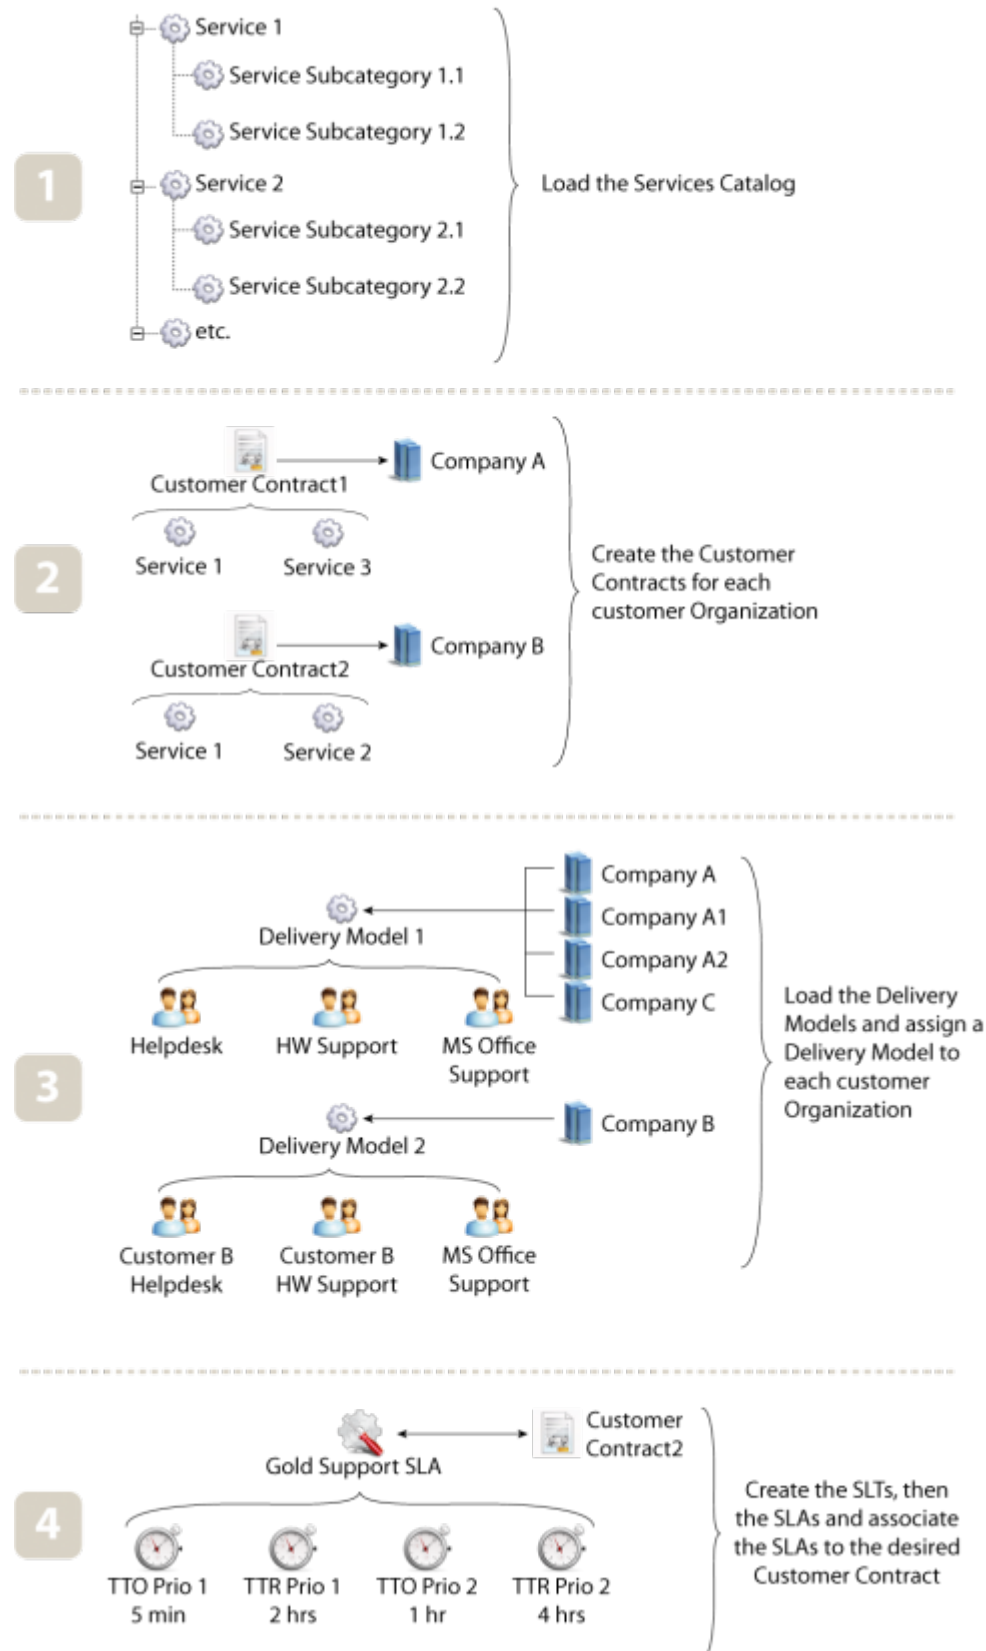 Service 1
Service Subcategory 1.1
Service Subcategory 1.2
1
Service 2
Load the Services Catalog
Service Subcategory 2.1
Service Subcategory 2.2
etc.
Customer Contract1
Company A
Service 1
Service 3
2
Create the Customer
Contracts for each
customer Organization
Customer Contract2
Company B
Service 1
Service 2
Company A
Company A1
Company A2
Company C
Delivery Model 1
Helpdesk
HW Support
MS Office
Support
3
Load the Delivery
Models and assign a
Delivery Model to
each customer
Organization
Company B
Delivery Model 2
Customer B
Helpdesk
Customer B
HW Support
MS Office
Support
Gold Support SLA
Customer
Contract2
4
Create the SLTs, then
the SLAs and associate
the SLAs to the desired
Customer Contract
TTO Prio 1
5 min
TTR Prio 1
2 hrs
TTO Prio 2
1 hr
TTR Prio 2
4 hrs